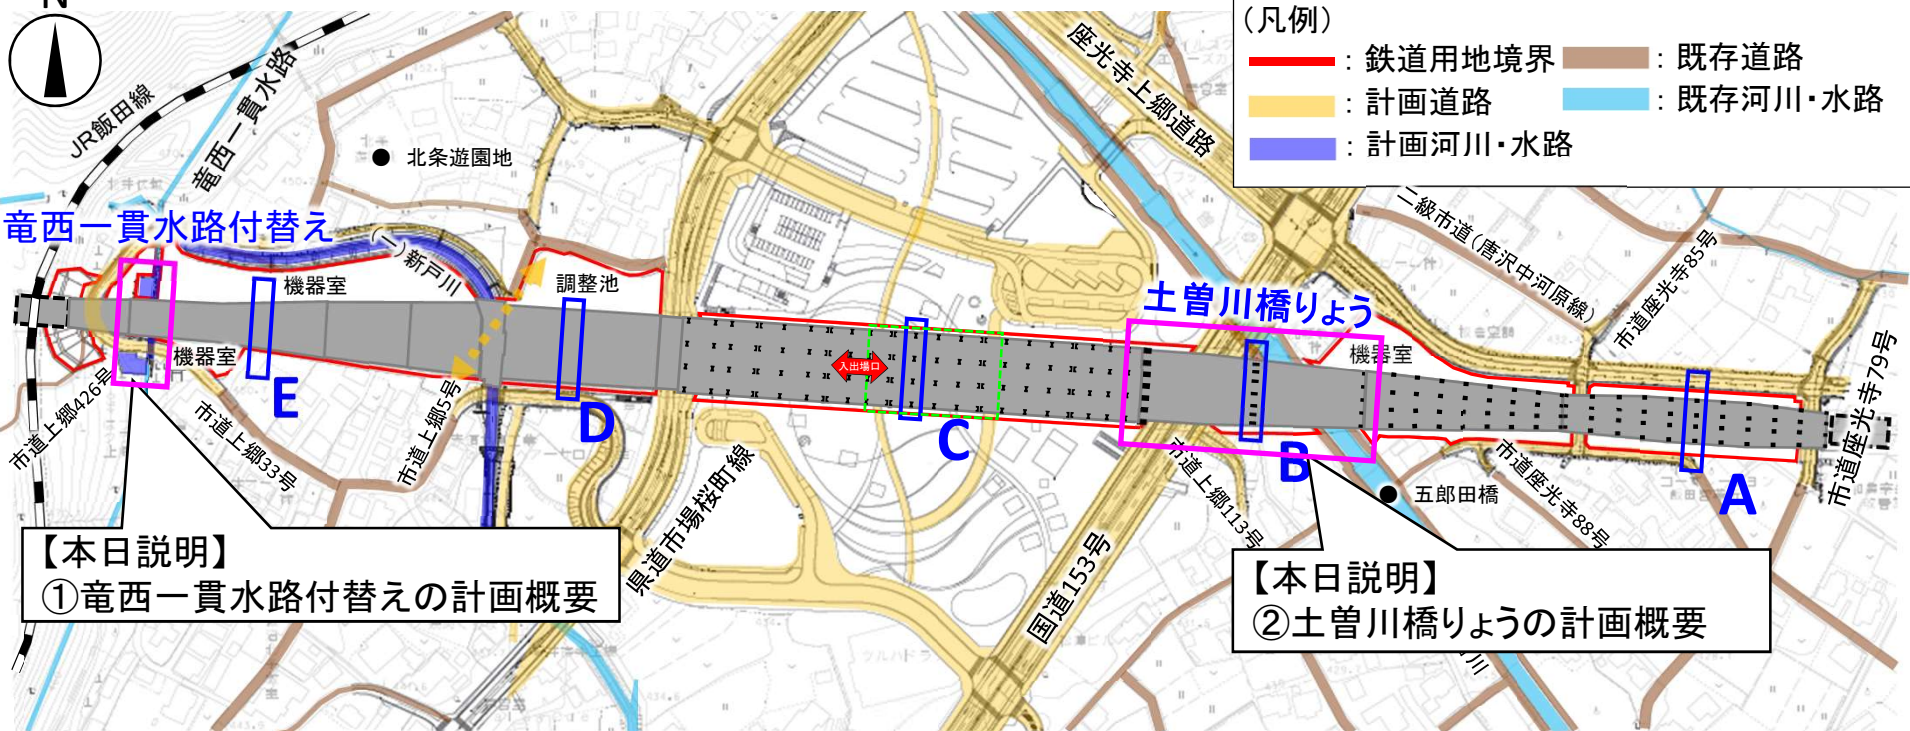 N
(凡例)
：鉄道用地境界
：既存道路
：計画道路
：既存河川・水路
：計画河川・水路
JR飯田線
竜西一貫水路
北条遊園地
座光寺上郷道路
二級市道(唐沢中河原線)
市道座光寺85号
竜西一貫水路付替え
(一)新戸川
機器室
調整池
土曽川橋りょう
機器室
機器室
入出場口
市道上郷426号
市道上郷33号
市道上郷5号
県道市場桜町線
国道153号
市道上郷113号
五郎田橋
市道座光寺88号
市道座光寺79号
E
D
C
B
A
【本日説明】
①竜西一貫水路付替えの計画概要
【本日説明】
②土曽川橋りょうの計画概要
川